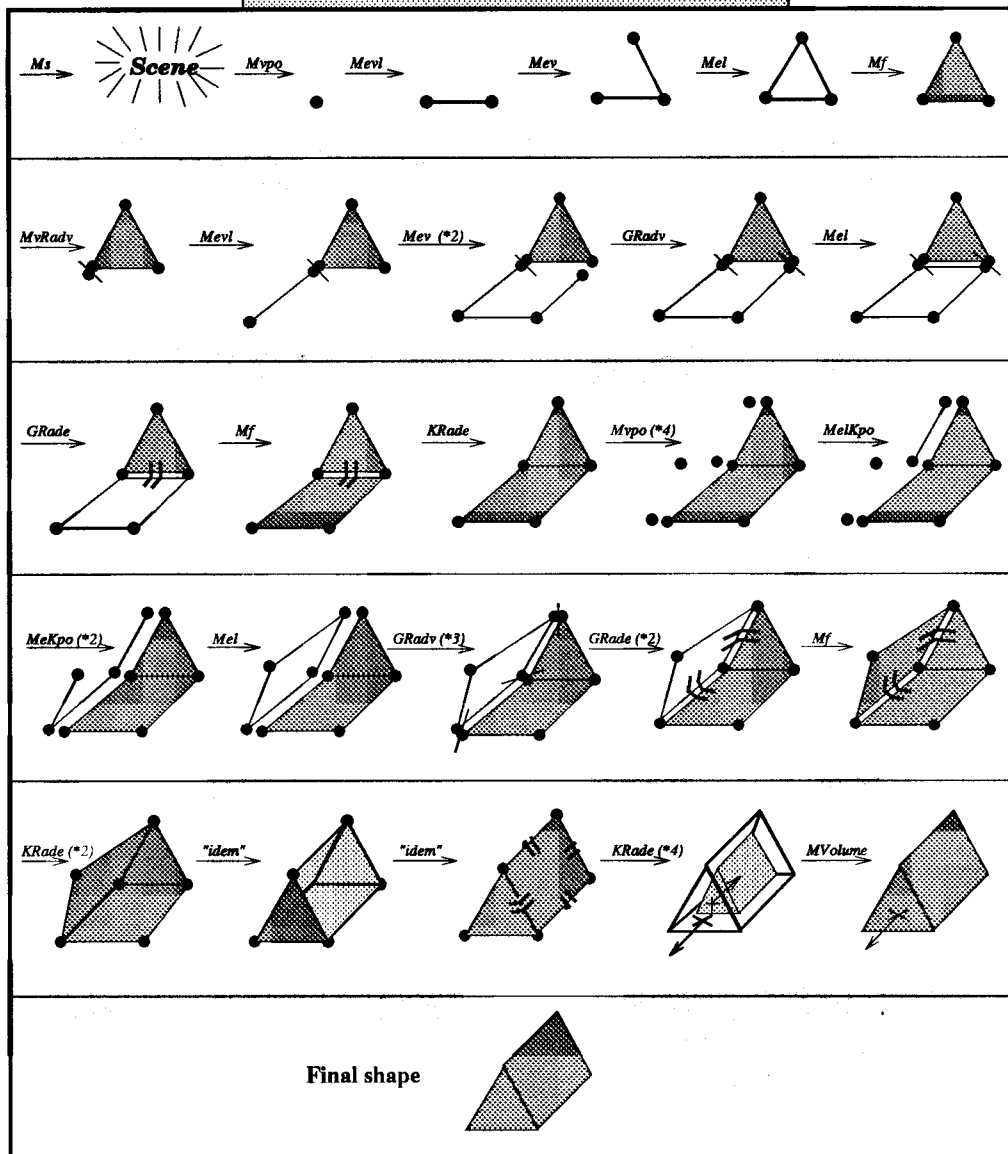 Ms Scene Mvpo Mevl Mev Mel Mf
MvRadv Mevl Mev (*2) GRadv Mel
GRade Mf KRade Mvpo (*4) MelKpo
MeKpo (*2) Mel GRadv (*3) GRade (*2) Mf
KRade (*2) "idem" "idem" KRade (*4) MVolume
Final shape